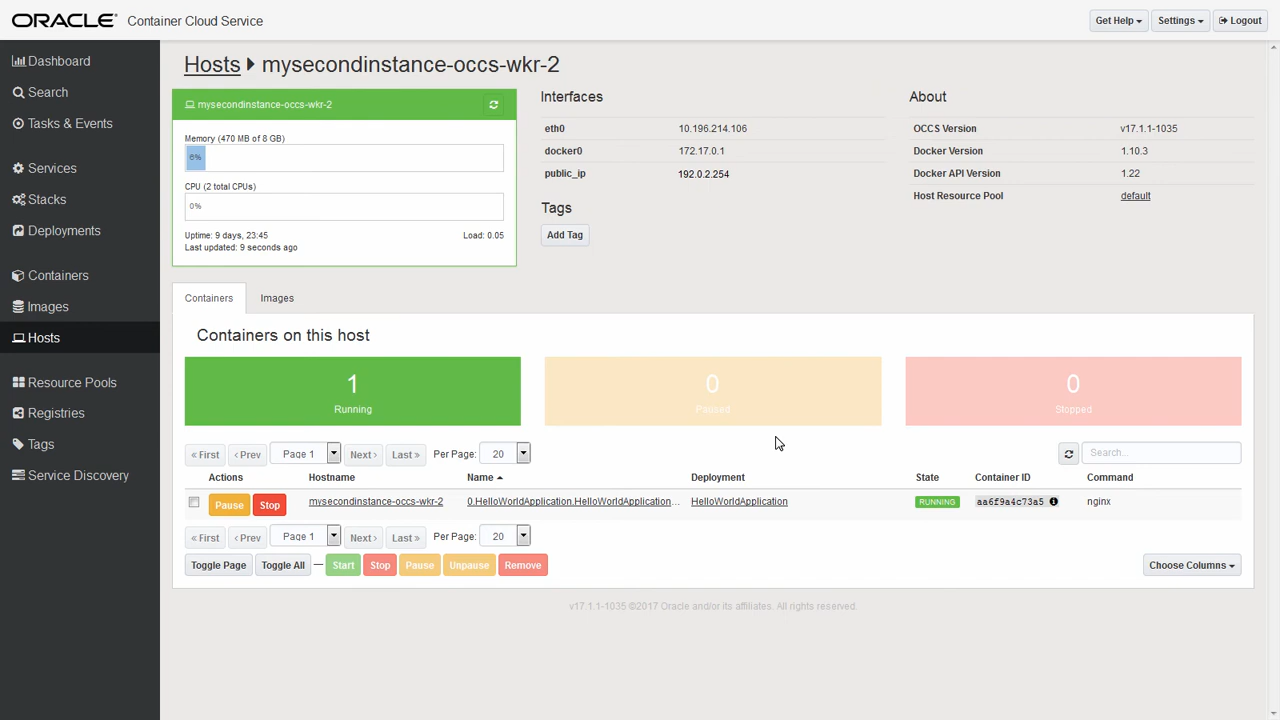 ORACLE Container Cloud Service
Get Help
Settings
Logout
Dashboard
Search
Tasks & Events
Services
Stacks
Deployments
Containers
Images
Hosts
Resource Pools
Registries
Tags
Service Discovery
Hosts mysecondinstance-occs-wkr-2
mysecondinstance-occs-wkr-2
Memory (470 MB of 8 GB)
6%
CPU (2 total CPUs)
0%
Uptime: 9 days, 23:45 Load: 0.05
Last updated: 9 seconds ago
Interfaces
eth0 10.196.214.106
docker0 172.17.0.1
public_ip 192.0.2.254
Tags
Add Tag
About
OCCS Version v17.1.1-1035
Docker Version 1.10.3
Docker API Version 1.22
Host Resource Pool default
Containers Images
Containers on this host
1
Running
0
Paused
0
Stopped
« First ‹ Prev Page 1 Next › Last » Per Page: 20 Search...
Actions Hostname Name Deployment State Container ID Command
Pause Stop mysecondinstance-occs-wkr-2 0.HelloWorldApplication.HelloWorldApplication... HelloWorldApplication RUNNING aa6f9a4c73a5 nginx
« First ‹ Prev Page 1 Next › Last » Per Page: 20
Toggle Page Toggle All — Start Stop Pause Unpause Remove Choose Columns
v17.1.1-1035 ©2017 Oracle and/or its affiliates. All rights reserved.